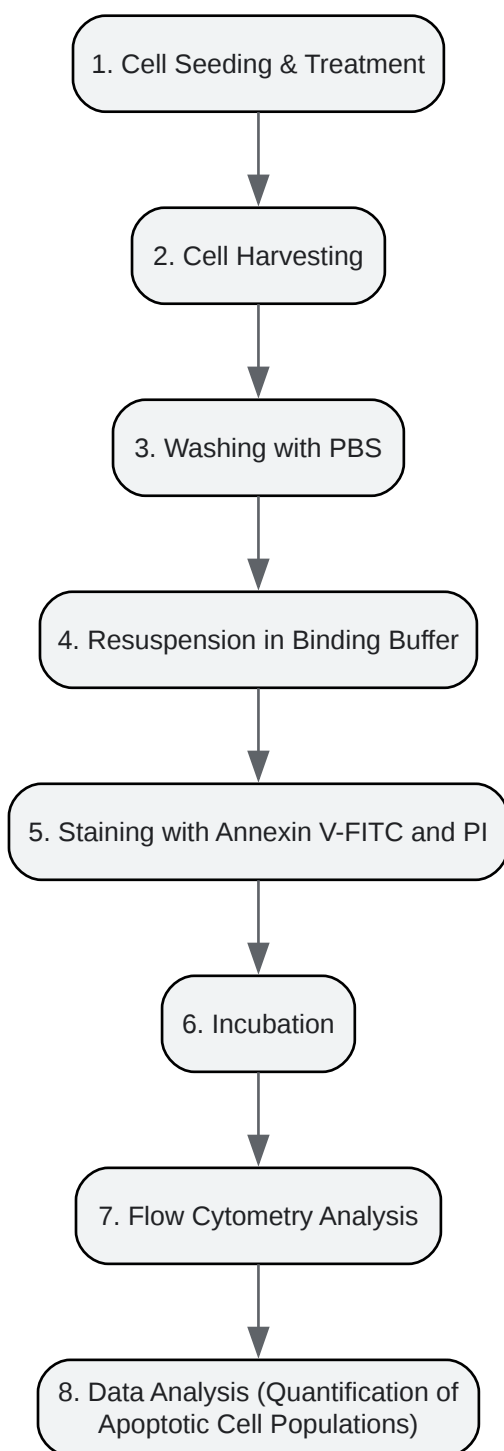 1. Cell Seeding & Treatment
2. Cell Harvesting
3. Washing with PBS
4. Resuspension in Binding Buffer
5. Staining with Annexin V-FITC and PI
6. Incubation
7. Flow Cytometry Analysis
8. Data Analysis (Quantification of
Apoptotic Cell Populations)